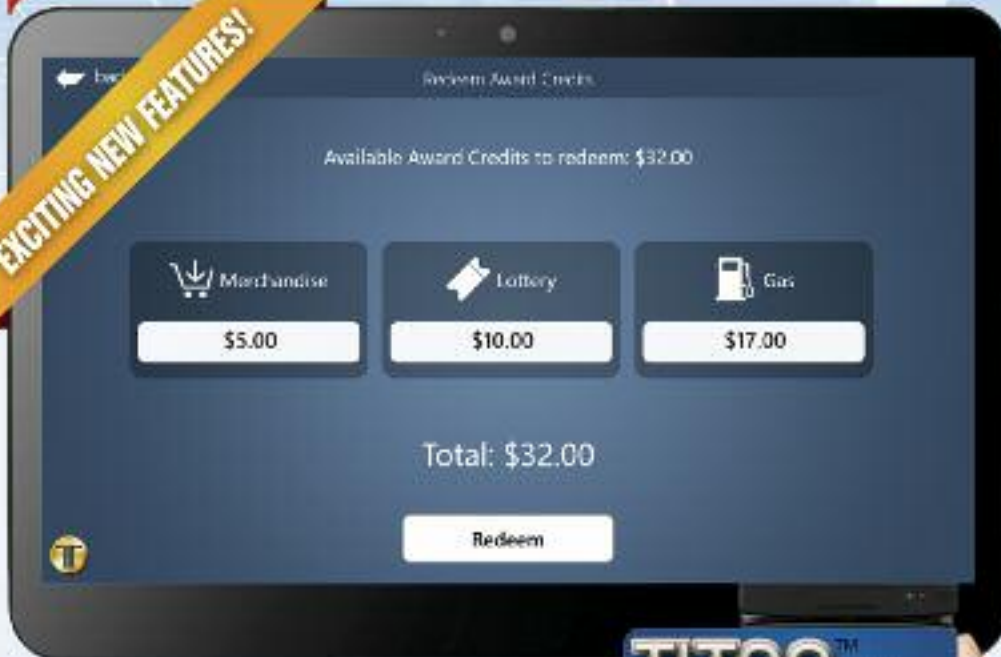 EXCITING NEW FEATURES!
back
Redeem Award Credits
Available Award Credits to redeem: $32.00
Merchandise
Lottery
Gas
$5.00
$10.00
$17.00
Total: $32.00
Redeem
T